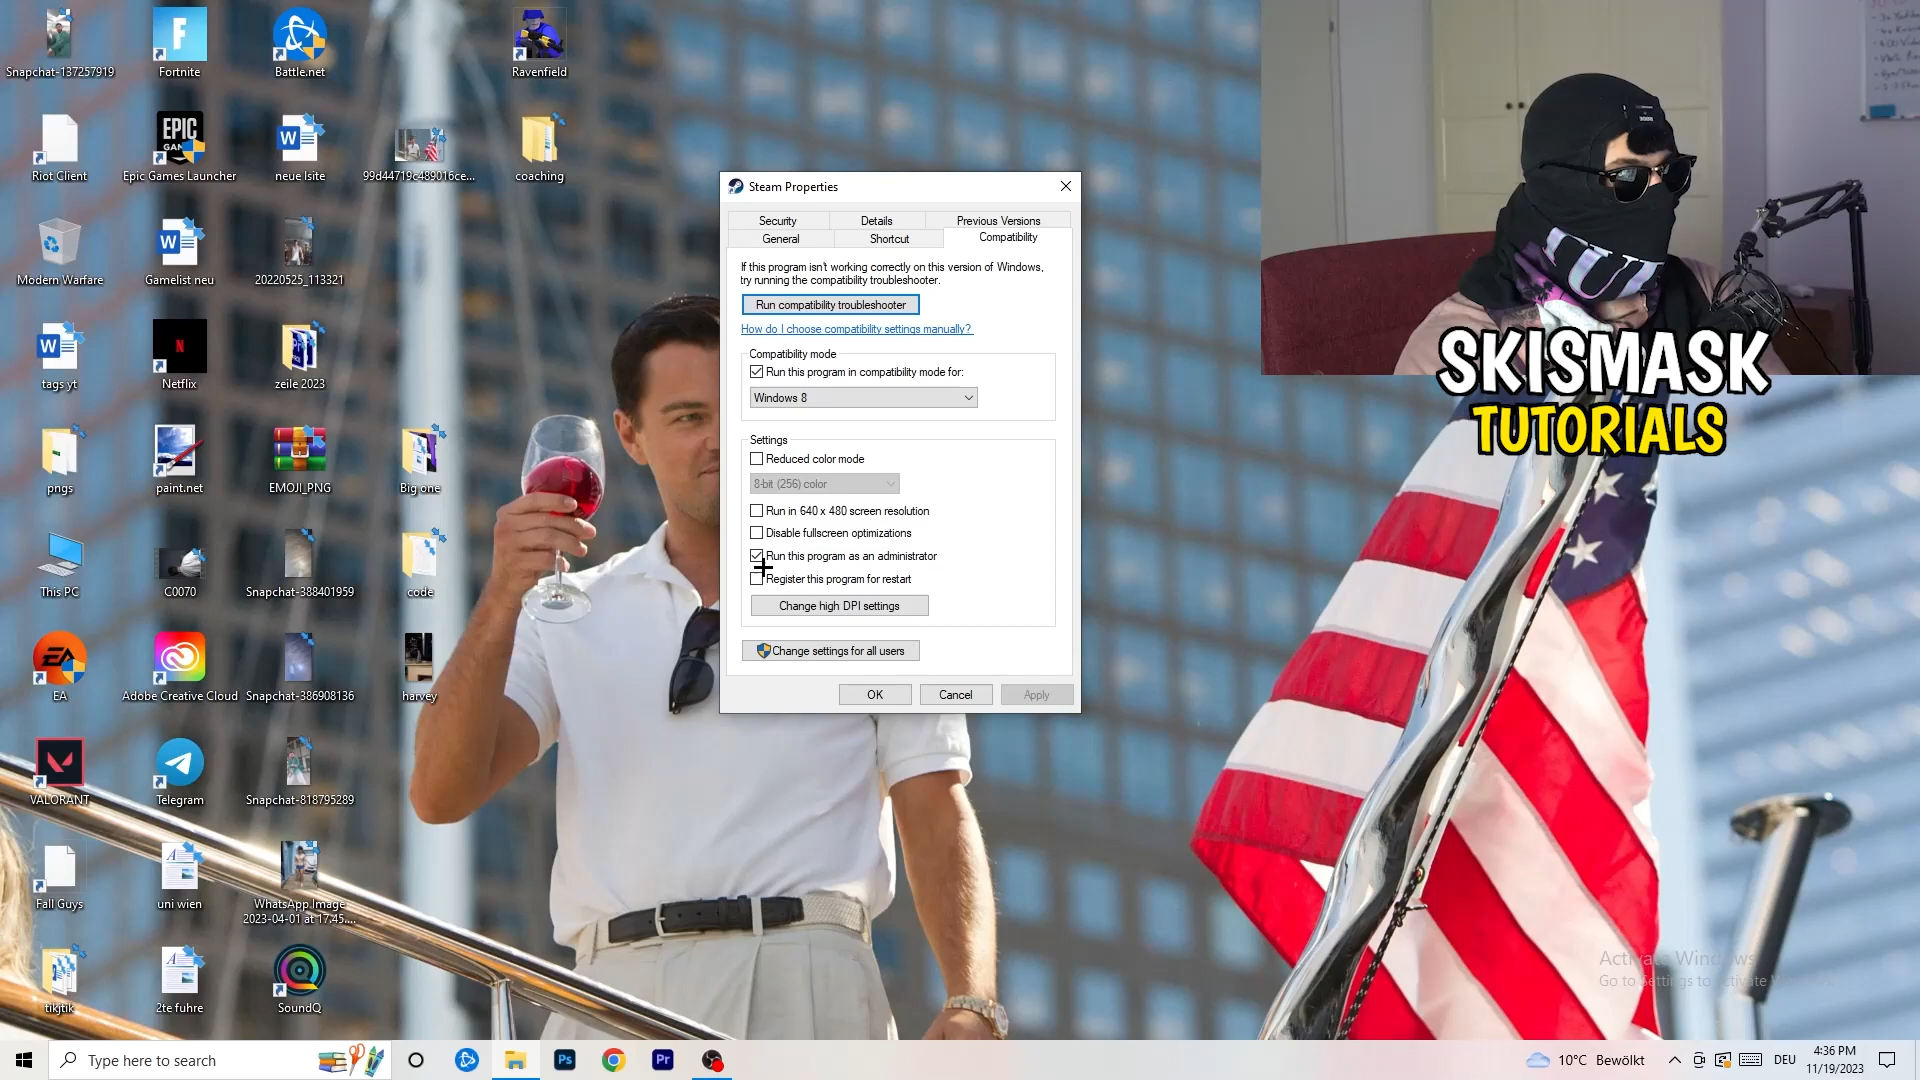 Snapchat-137257919
Fortnite
Battle.net
Ravenfield
Riot Client
EPIC
GAM
Epic Games Launcher
neue lsite
99d44719c489016ce...
coaching
Modern Warfare
Gamelist neu
20220525_113321
tags yt
N
Netflix
zeile 2023
pngs
paint.net
EMOJI_PNG
Big one
This PC
C0070
Snapchat-388401959
code
EA
EA
Adobe Creative Cloud
Snapchat-386908136
harvey
VALORANT
Telegram
Snapchat-818795289
Fall Guys
uni wien
WhatsApp Image
2023-04-01 at 17.45....
tikjtik
2te fuhre
SoundQ
Steam Properties
Security
Details
Previous Versions
General
Shortcut
Compatibility
If this program isn't working correctly on this version of Windows,
try running the compatibility troubleshooter.
Run compatibility troubleshooter
How do I choose compatibility settings manually?
Compatibility mode
Run this program in compatibility mode for:
Windows 8
Settings
Reduced color mode
8-bit (256) color
Run in 640 x 480 screen resolution
Disable fullscreen optimizations
Run this program as an administrator
Register this program for restart
Change high DPI settings
Change settings for all users
OK
Cancel
Apply
SKISMASK
TUTORIALS
Activate Windows
Go to Settings to activate
Type here to search
Ps
Pr
10°C Bewölkt
DEU
4:36 PM
11/19/2023